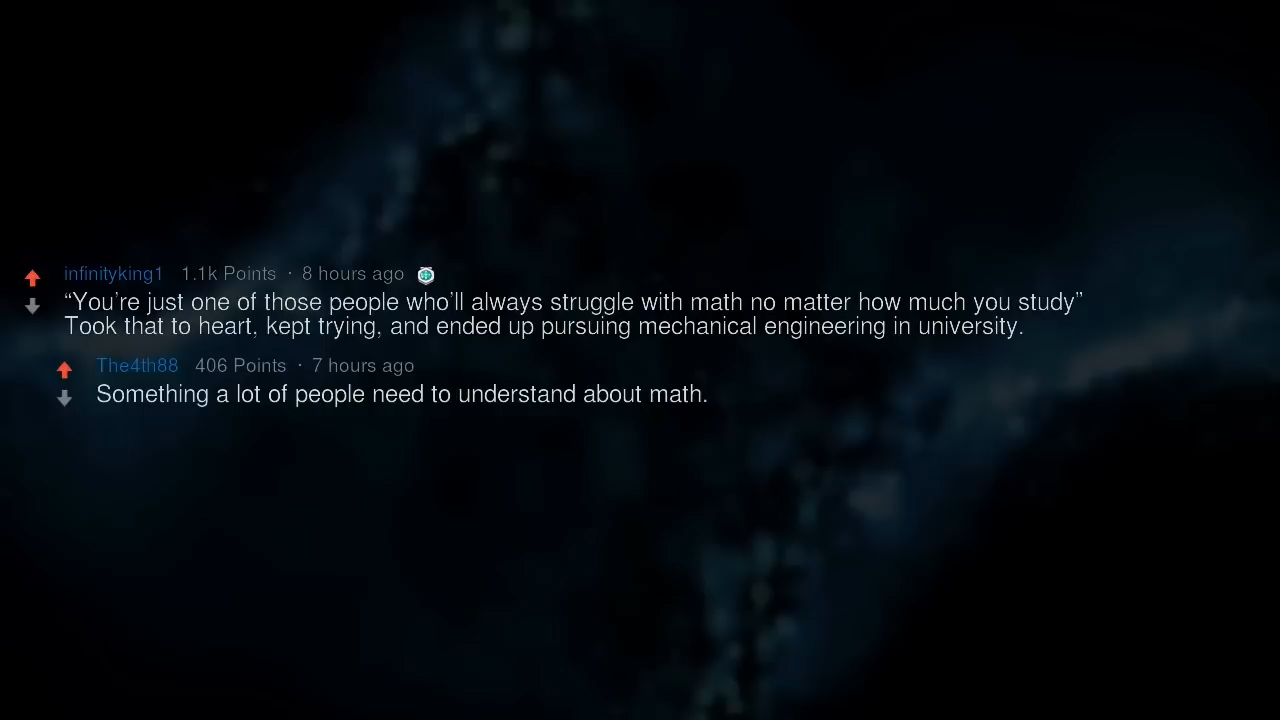 infinityking1 1.1k Points · 8 hours ago
“You’re just one of those people who’ll always struggle with math no matter how much you study”
Took that to heart, kept trying, and ended up pursuing mechanical engineering in university.
The4th88 406 Points · 7 hours ago
Something a lot of people need to understand about math.